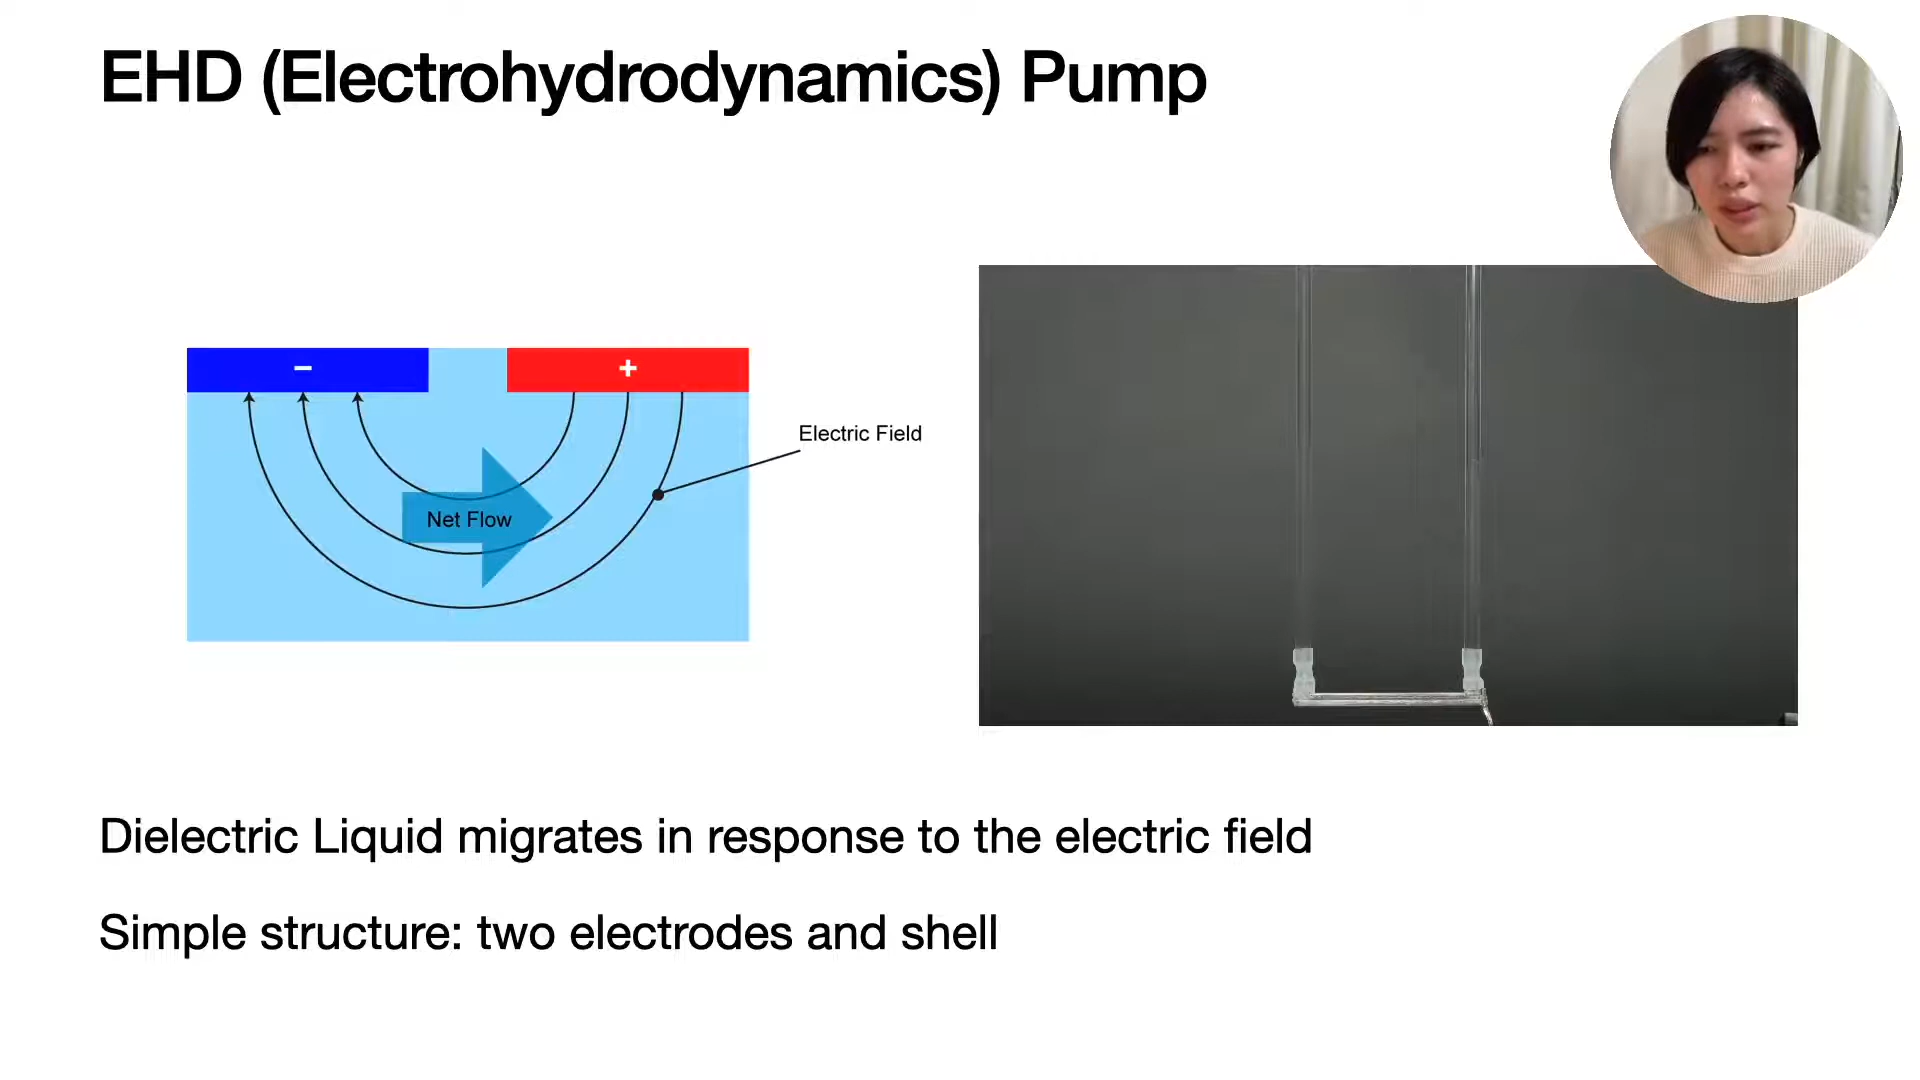 EHD (Electrohydrodynamics) Pump
−
+
Electric Field
Net Flow
Dielectric Liquid migrates in response to the electric field
Simple structure: two electrodes and shell